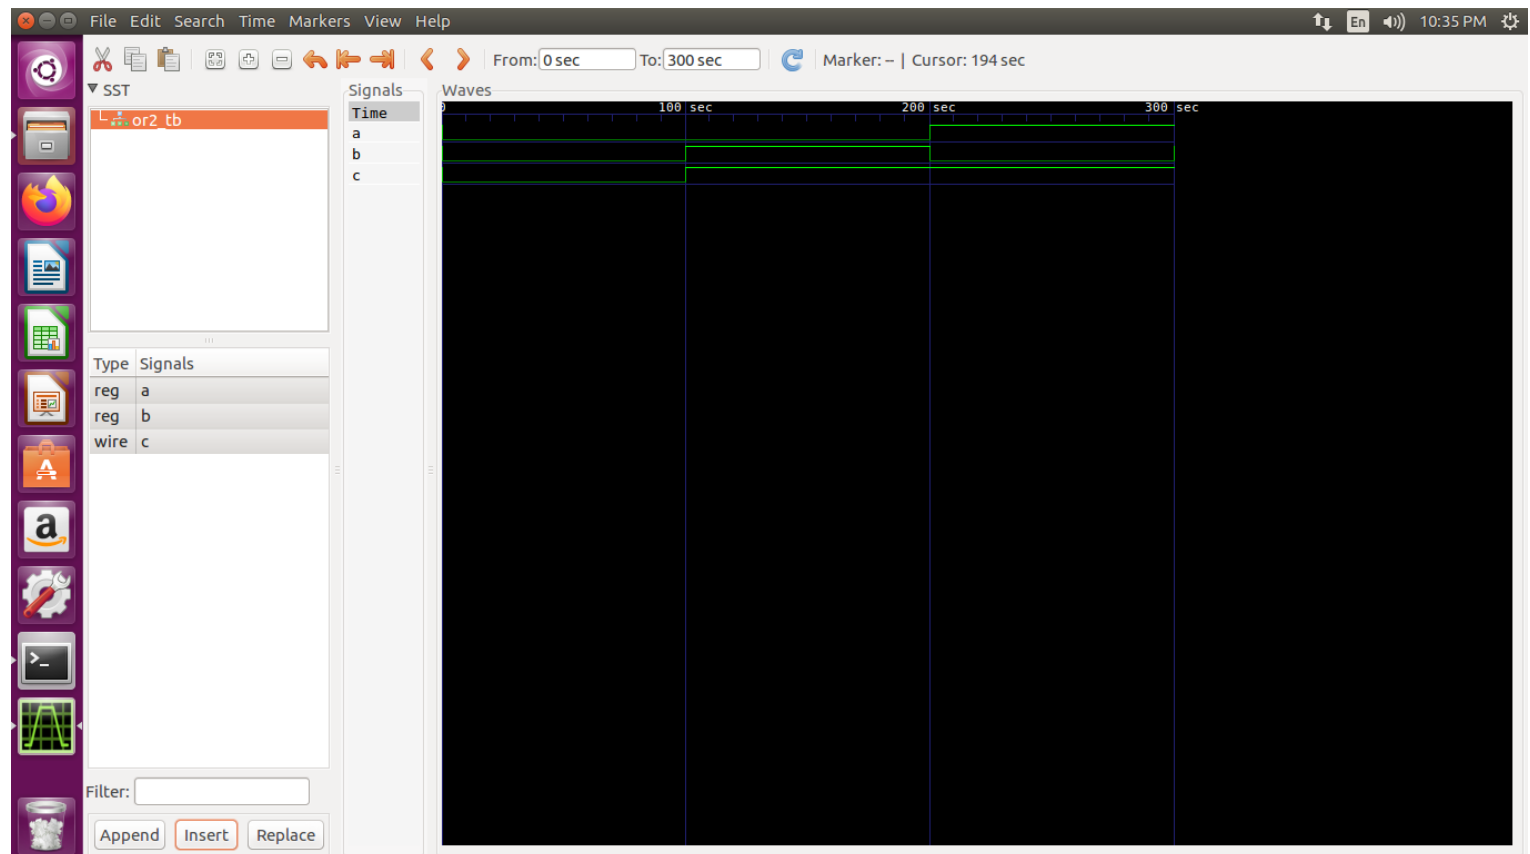 File Edit Search Time Markers View Help
En 10:35 PM
From: 0 sec To: 300 sec Marker: -- | Cursor: 194 sec
SST
or2_tb
Type Signals
reg a
reg b
wire c
Filter:
Append Insert Replace
Signals
Time
a
b
c
Waves
0 100 sec 200 sec 300 sec